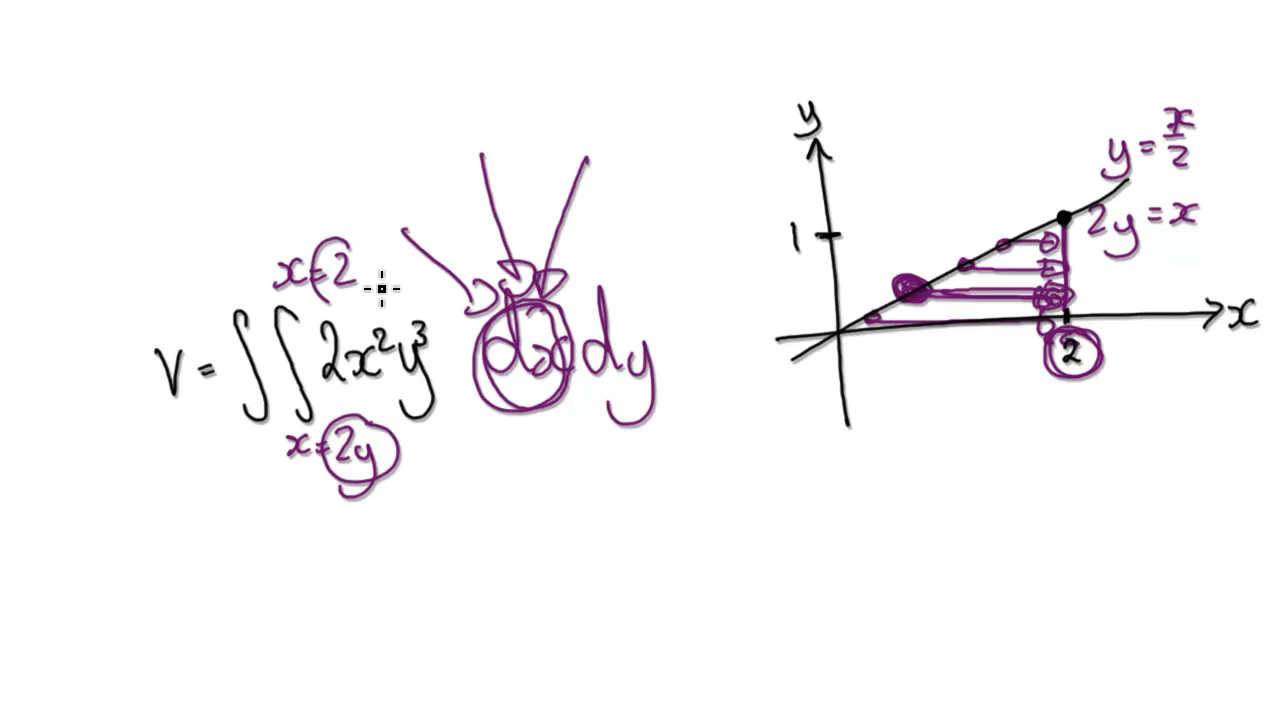 x=2
V = ∫∫ 2x²y³ dx dy
x=2y
y
1
y = x/2
2y = x
x
2